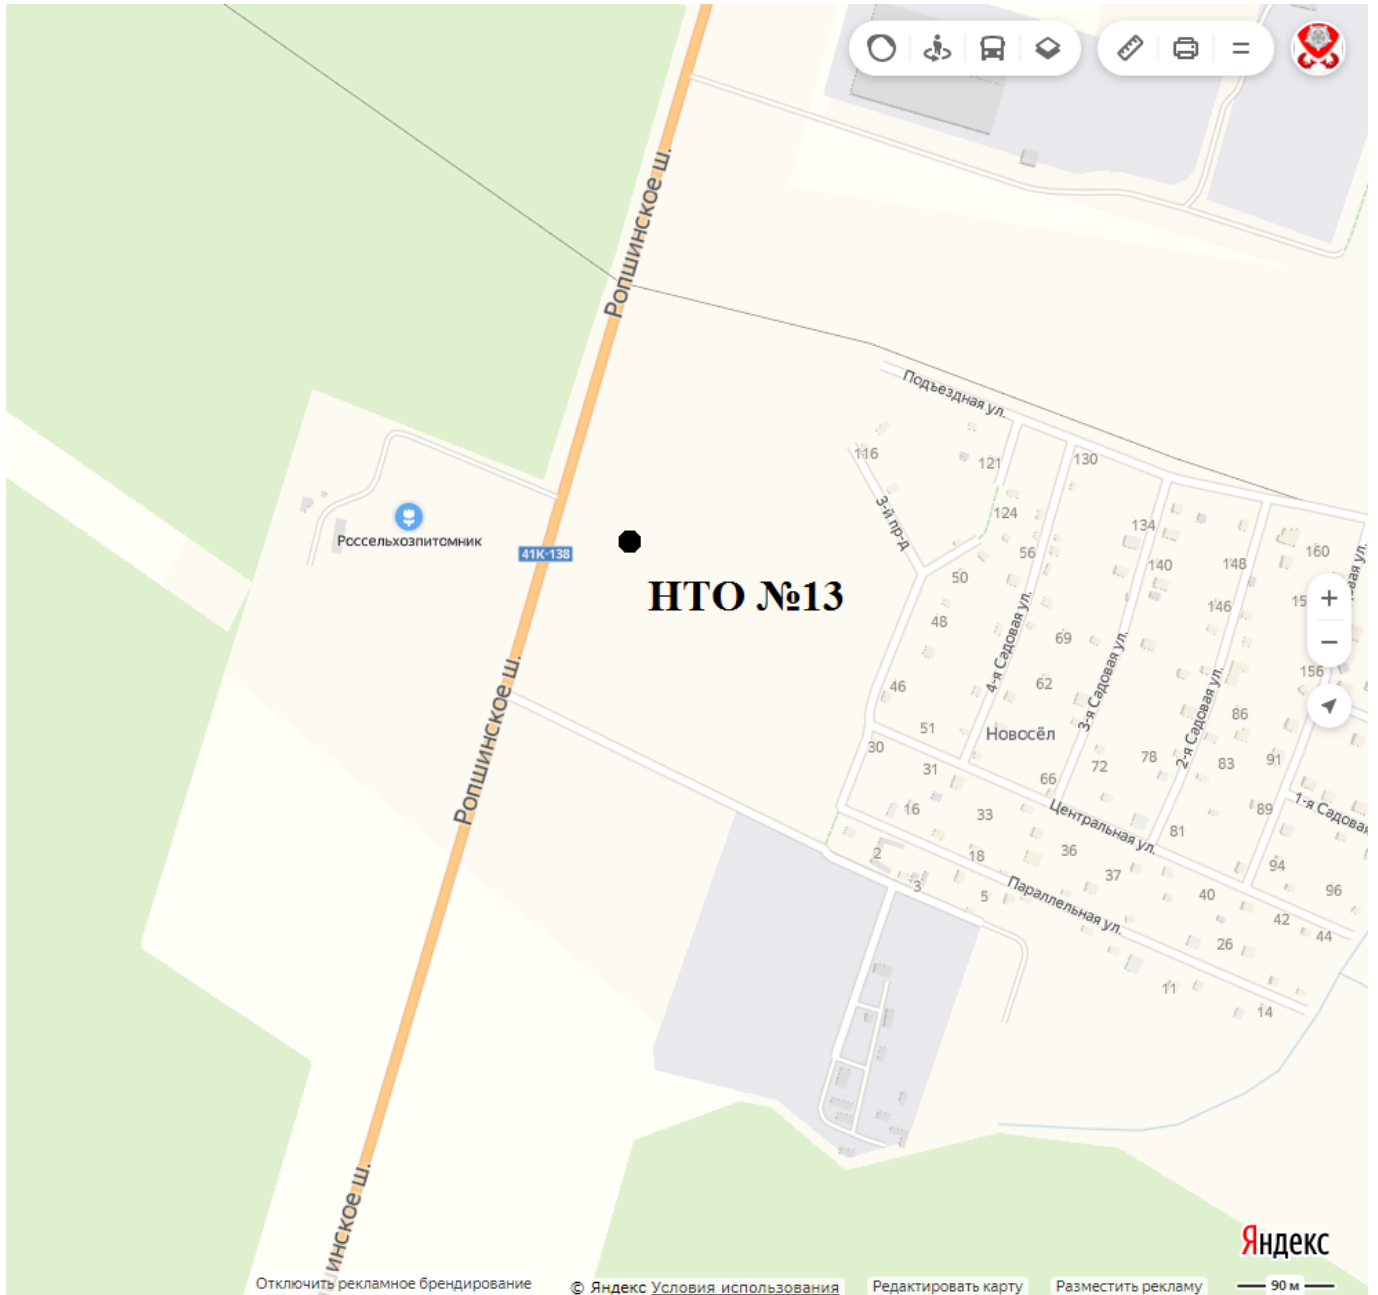 Ропшинское ш.
Подъездная ул.
116
121
130
3-й пр-д
124
134
Россельхозпитомник
41К-138
56
140
148
160
НТО №13
50
146
15
48
69
4-я Садовая ул.
3-я Садовая ул.
2-я Садовая ул.
вая ул.
46
62
156
Ропшинское ш.
51
86
Новосёл
30
31
66
72
78
83
91
16
33
Центральная ул.
81
89
1-я Садовая
2
18
36
37
94
3
5
Параллельная ул.
40
96
42
26
44
11
14
инское ш.
Яндекс
Отключить рекламное брендирование
© Яндекс Условия использования
Редактировать карту
Разместить рекламу
90 м